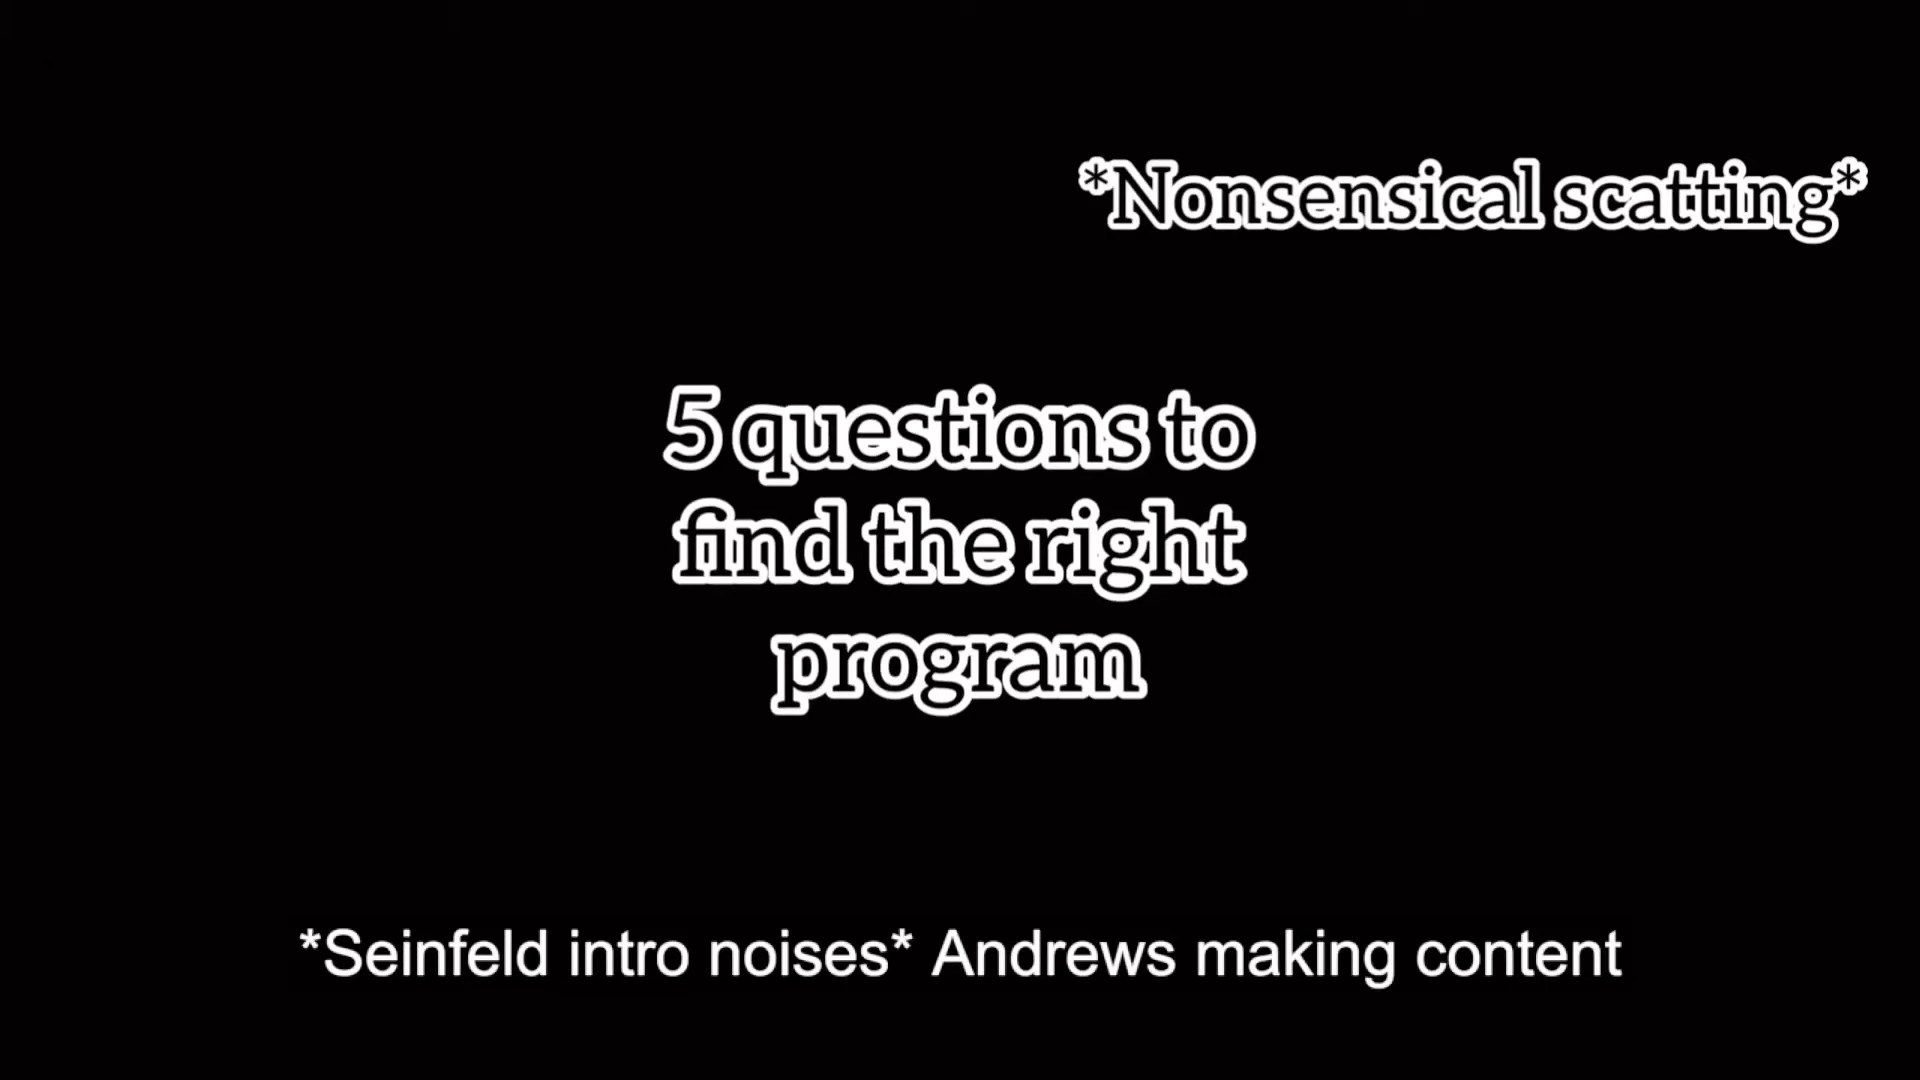 *Nonsensical scatting*
5 questions to
find the right
program
*Seinfeld intro noises* Andrews making content